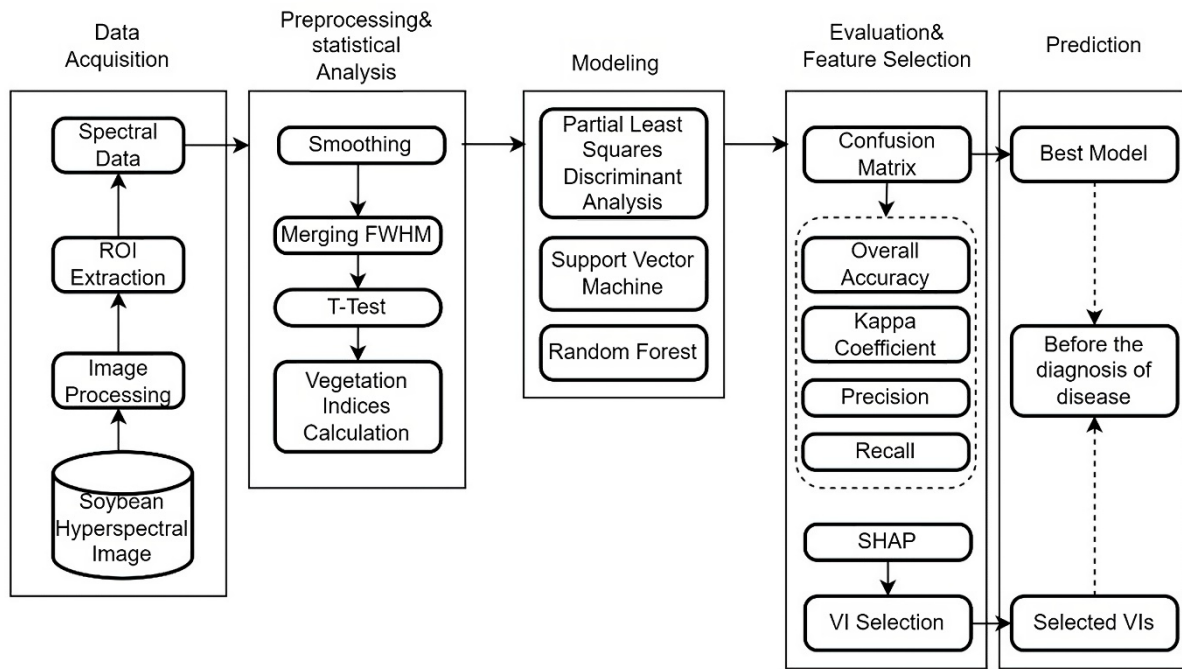 Data
Acquisition
Spectral
Data
ROI
Extraction
Image
Processing
Soybean
Hyperspectral
Image
Preprocessing&
statistical
Analysis
Smoothing
Merging FWHM
T-Test
Vegetation
Indices
Calculation
Modeling
Partial Least
Squares
Discriminant
Analysis
Support Vector
Machine
Random Forest
Evaluation&
Feature Selection
Confusion
Matrix
Overall
Accuracy
Kappa
Coefficient
Precision
Recall
SHAP
VI Selection
Prediction
Best Model
Before the
diagnosis of
disease
Selected VIs